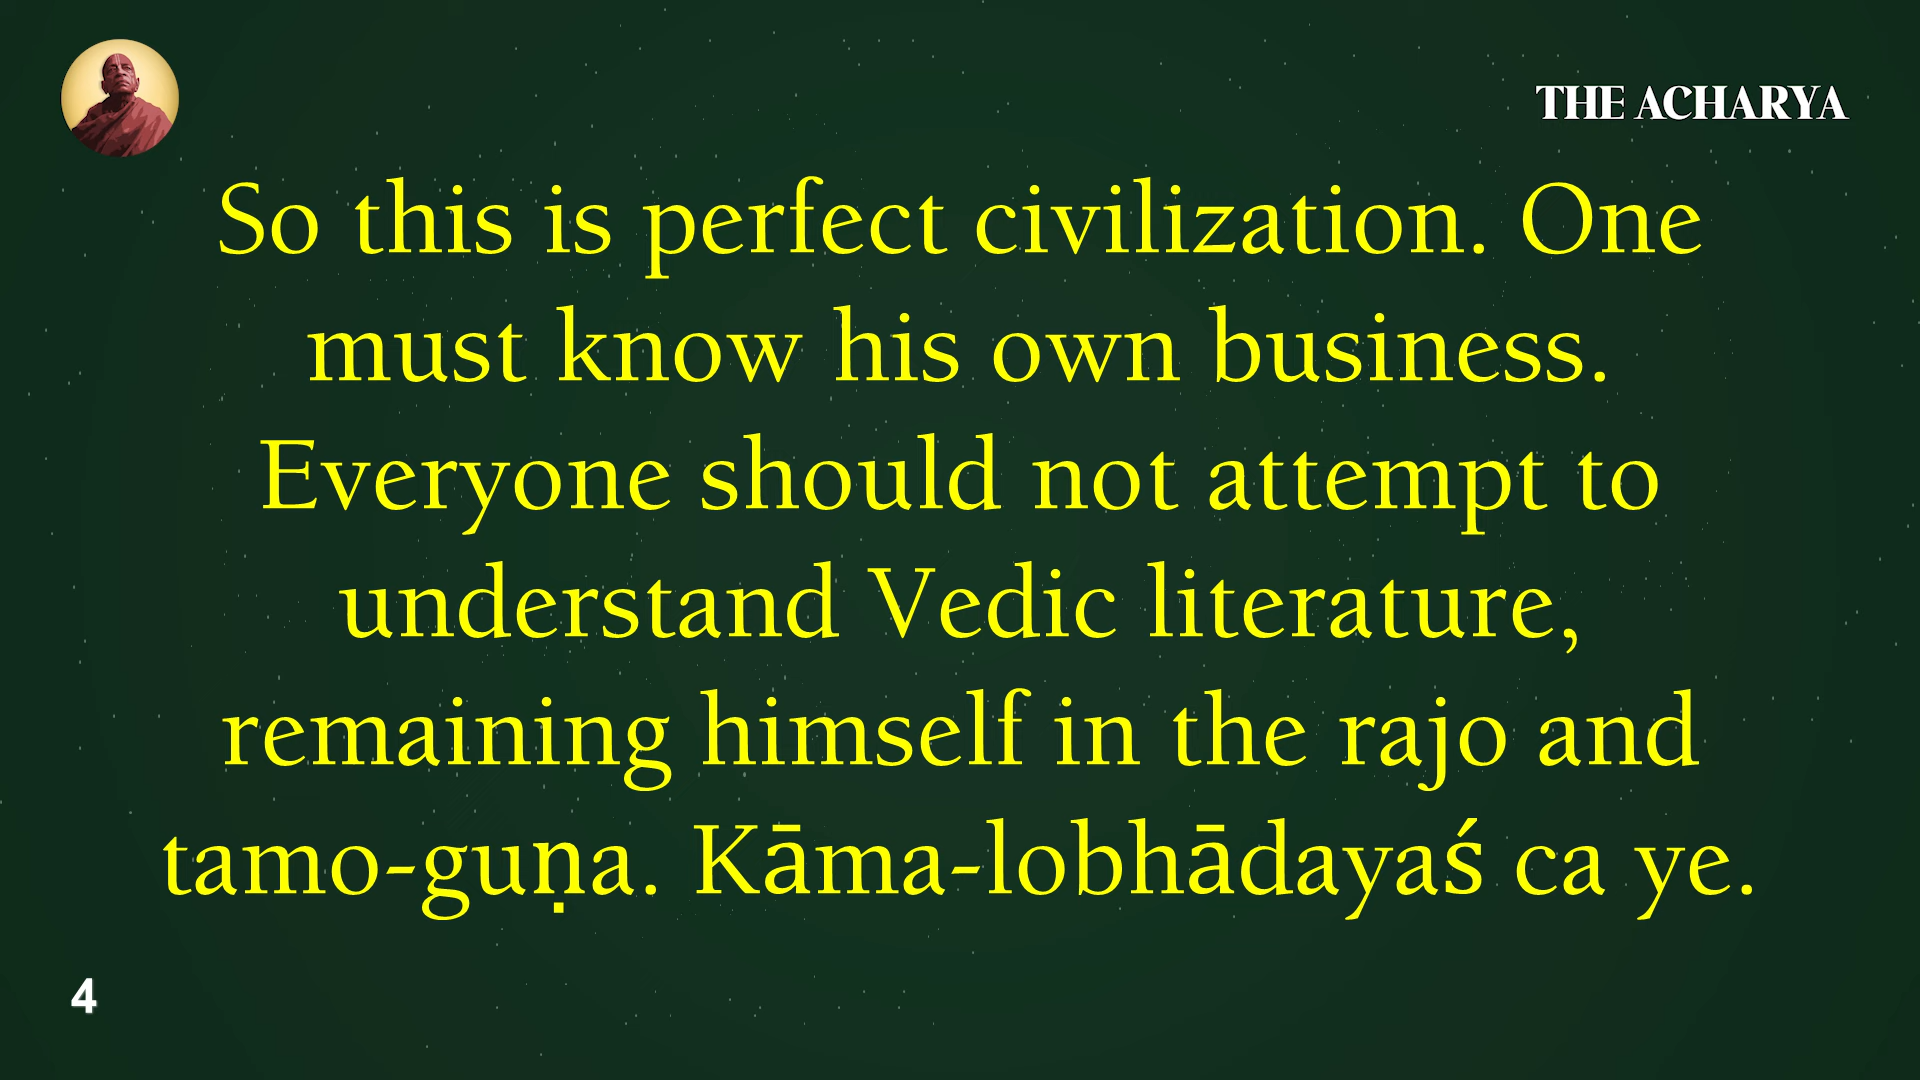 THE ACHARYA
So this is perfect civilization. One
must know his own business.
Everyone should not attempt to
understand Vedic literature,
remaining himself in the rajo and
tamo-guṇa. Kāma-lobhādayaś ca ye.
4